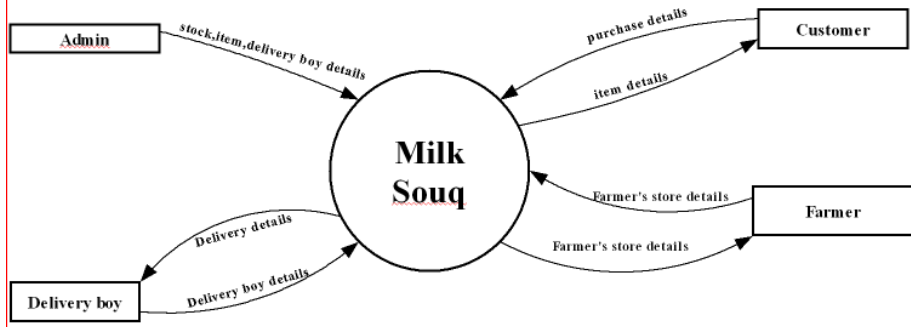 Admin
stock,item,delivery boy details
purchase details
Customer
item details
Milk
Souq
Farmer's store details
Farmer
Farmer's store details
Delivery details
Delivery boy details
Delivery boy